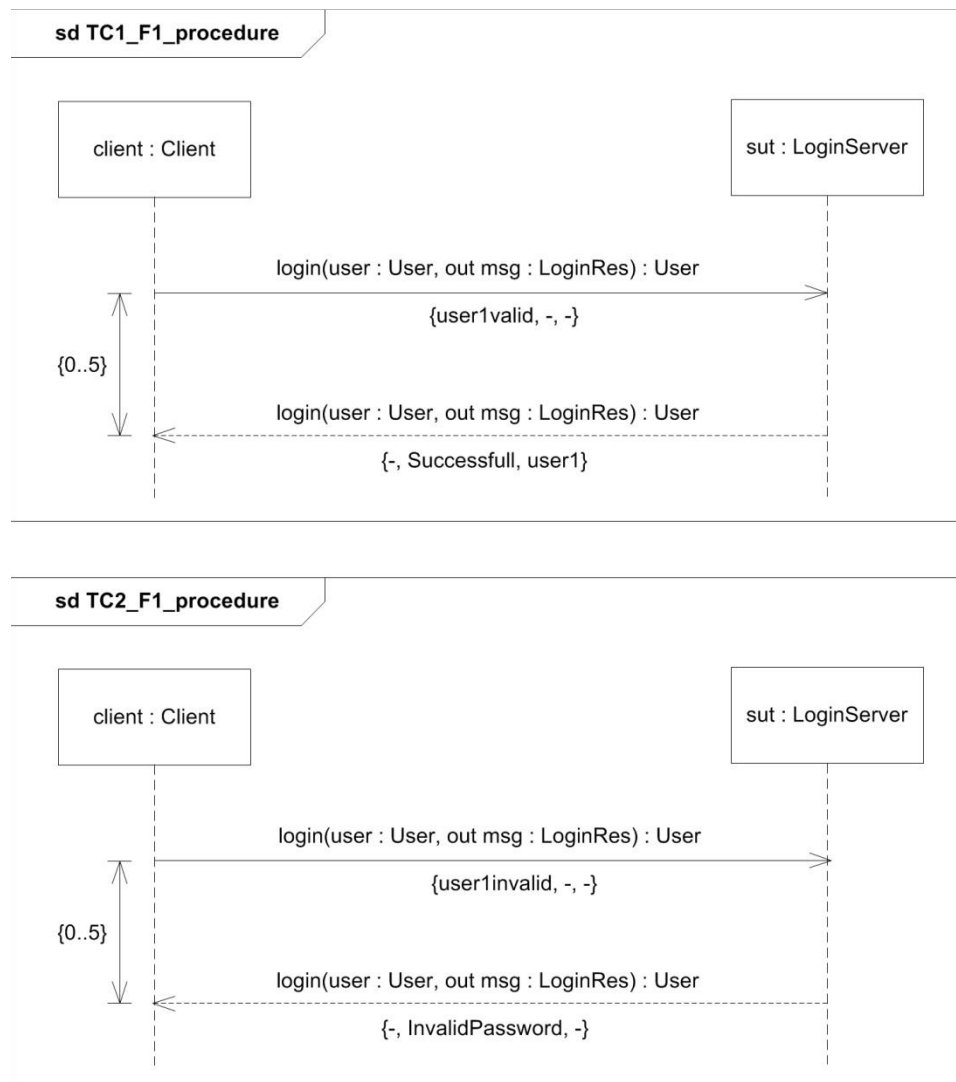 sd TC1_F1_procedure
client : Client
sut : LoginServer
login(user : User, out msg : LoginRes) : User
{user1valid, -, -}
{0..5}
login(user : User, out msg : LoginRes) : User
{-, Successfull, user1}
sd TC2_F1_procedure
client : Client
sut : LoginServer
login(user : User, out msg : LoginRes) : User
{user1invalid, -, -}
{0..5}
login(user : User, out msg : LoginRes) : User
{-, InvalidPassword, -}